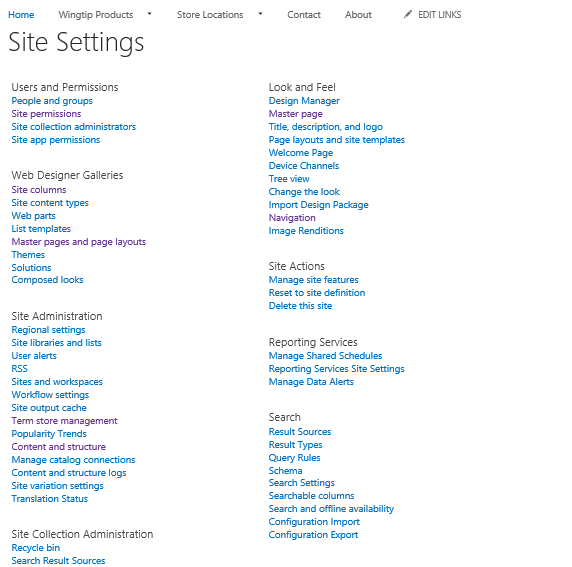 Home Wingtip Products Store Locations Contact About EDIT LINKS
Site Settings
Users and Permissions
People and groups
Site permissions
Site collection administrators
Site app permissions
Web Designer Galleries
Site columns
Site content types
Web parts
List templates
Master pages and page layouts
Themes
Solutions
Composed looks
Site Administration
Regional settings
Site libraries and lists
User alerts
RSS
Sites and workspaces
Workflow settings
Site output cache
Term store management
Popularity Trends
Content and structure
Manage catalog connections
Content and structure logs
Site variation settings
Translation Status
Site Collection Administration
Recycle bin
Search Result Sources
Look and Feel
Design Manager
Master page
Title, description, and logo
Page layouts and site templates
Welcome Page
Device Channels
Tree view
Change the look
Import Design Package
Navigation
Image Renditions
Site Actions
Manage site features
Reset to site definition
Delete this site
Reporting Services
Manage Shared Schedules
Reporting Services Site Settings
Manage Data Alerts
Search
Result Sources
Result Types
Query Rules
Schema
Search Settings
Searchable columns
Search and offline availability
Configuration Import
Configuration Export